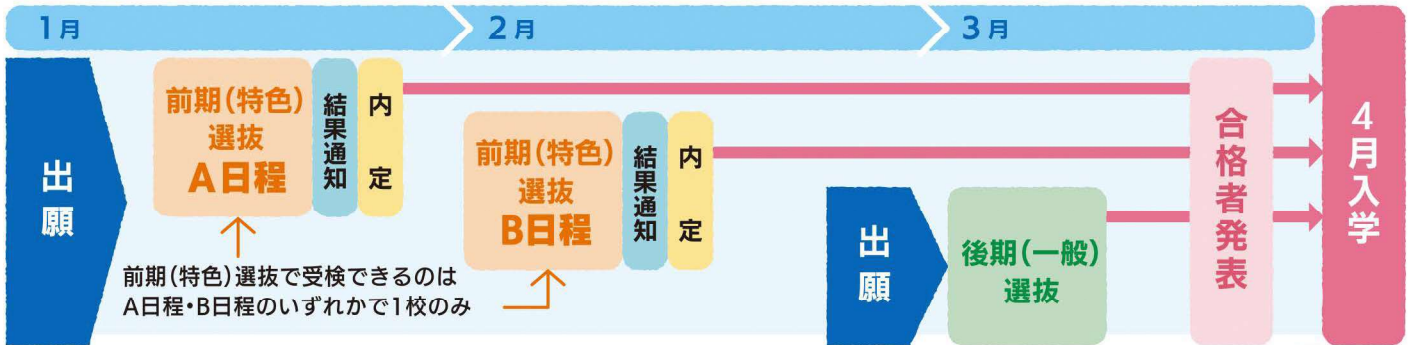 1月
2月
3月
出願
前期(特色)
選抜
A日程
結果通知
内定
前期(特色)
選抜
B日程
結果通知
内定
前期(特色)選抜で受検できるのは
A日程・B日程のいずれかで1校のみ
出願
後期(一般)
選抜
合格者発表
4月入学